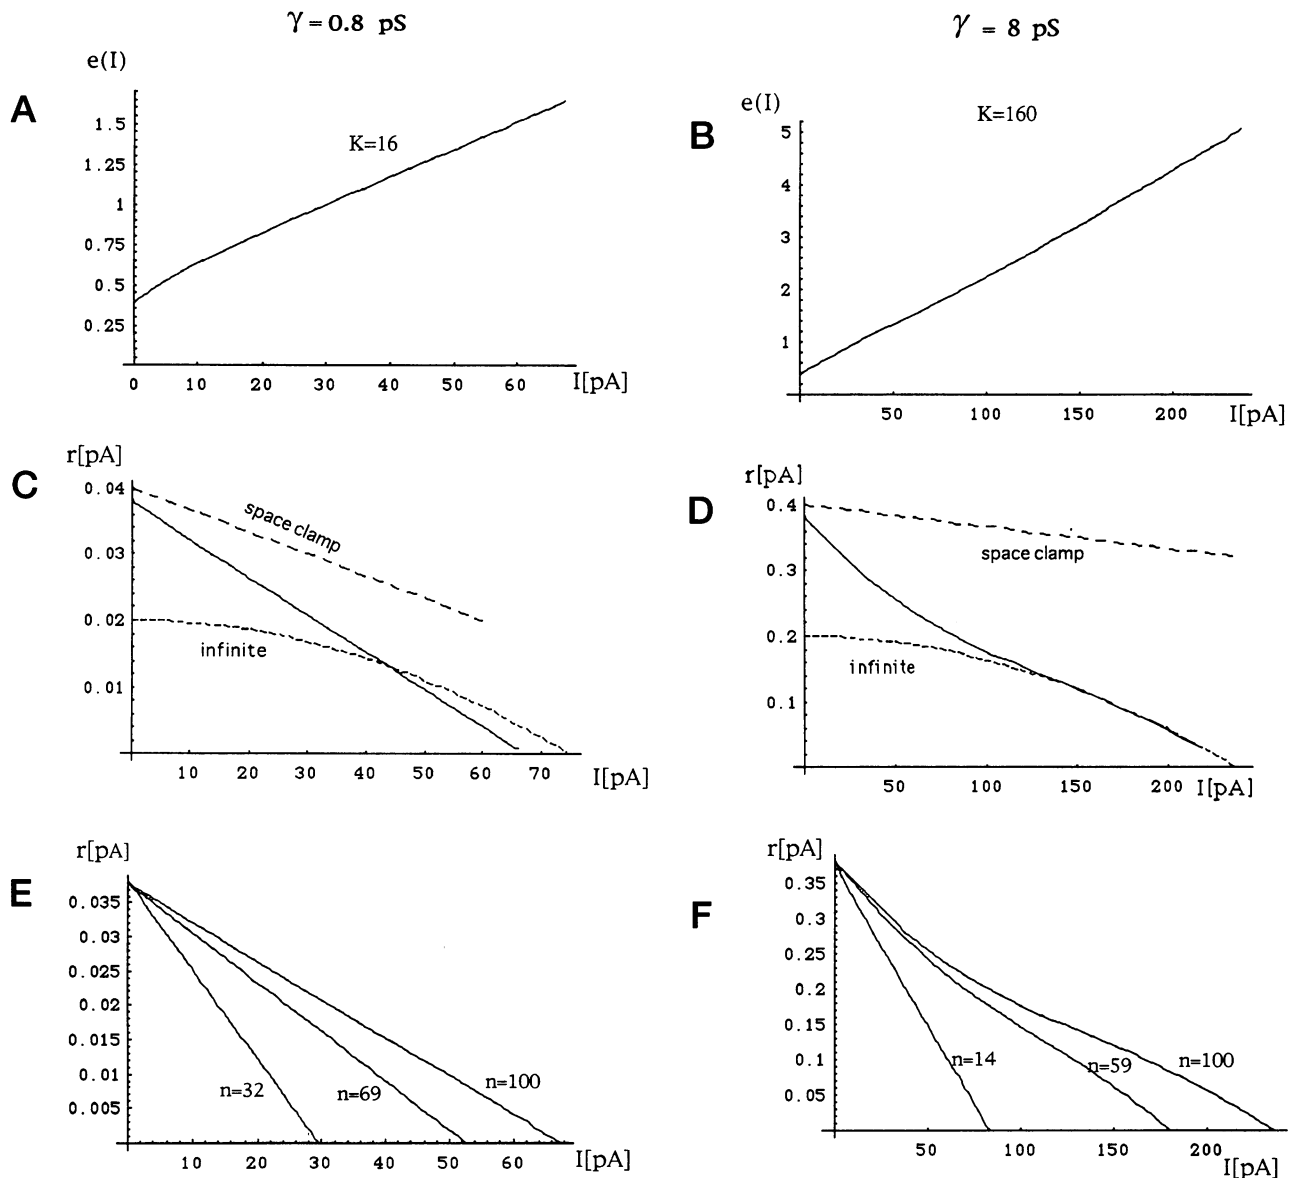 γ = 0.8 pS
γ = 8 pS
A
e(I)
1.5
1.25
1
0.75
0.5
0.25
K=16
0 10 20 30 40 50 60 I[pA]
B
e(I)
5
4
3
2
1
K=160
50 100 150 200 I[pA]
C
r[pA]
0.04
0.03
0.02
0.01
space clamp
infinite
10 20 30 40 50 60 70 I[pA]
D
r[pA]
0.4
0.3
0.2
0.1
space clamp
infinite
50 100 150 200 I[pA]
E
r[pA]
0.035
0.03
0.025
0.02
0.015
0.01
0.005
n=32
n=69
n=100
10 20 30 40 50 60 I[pA]
F
r[pA]
0.35
0.3
0.25
0.2
0.15
0.1
0.05
n=14
n=59
n=100
50 100 150 200 I[pA]